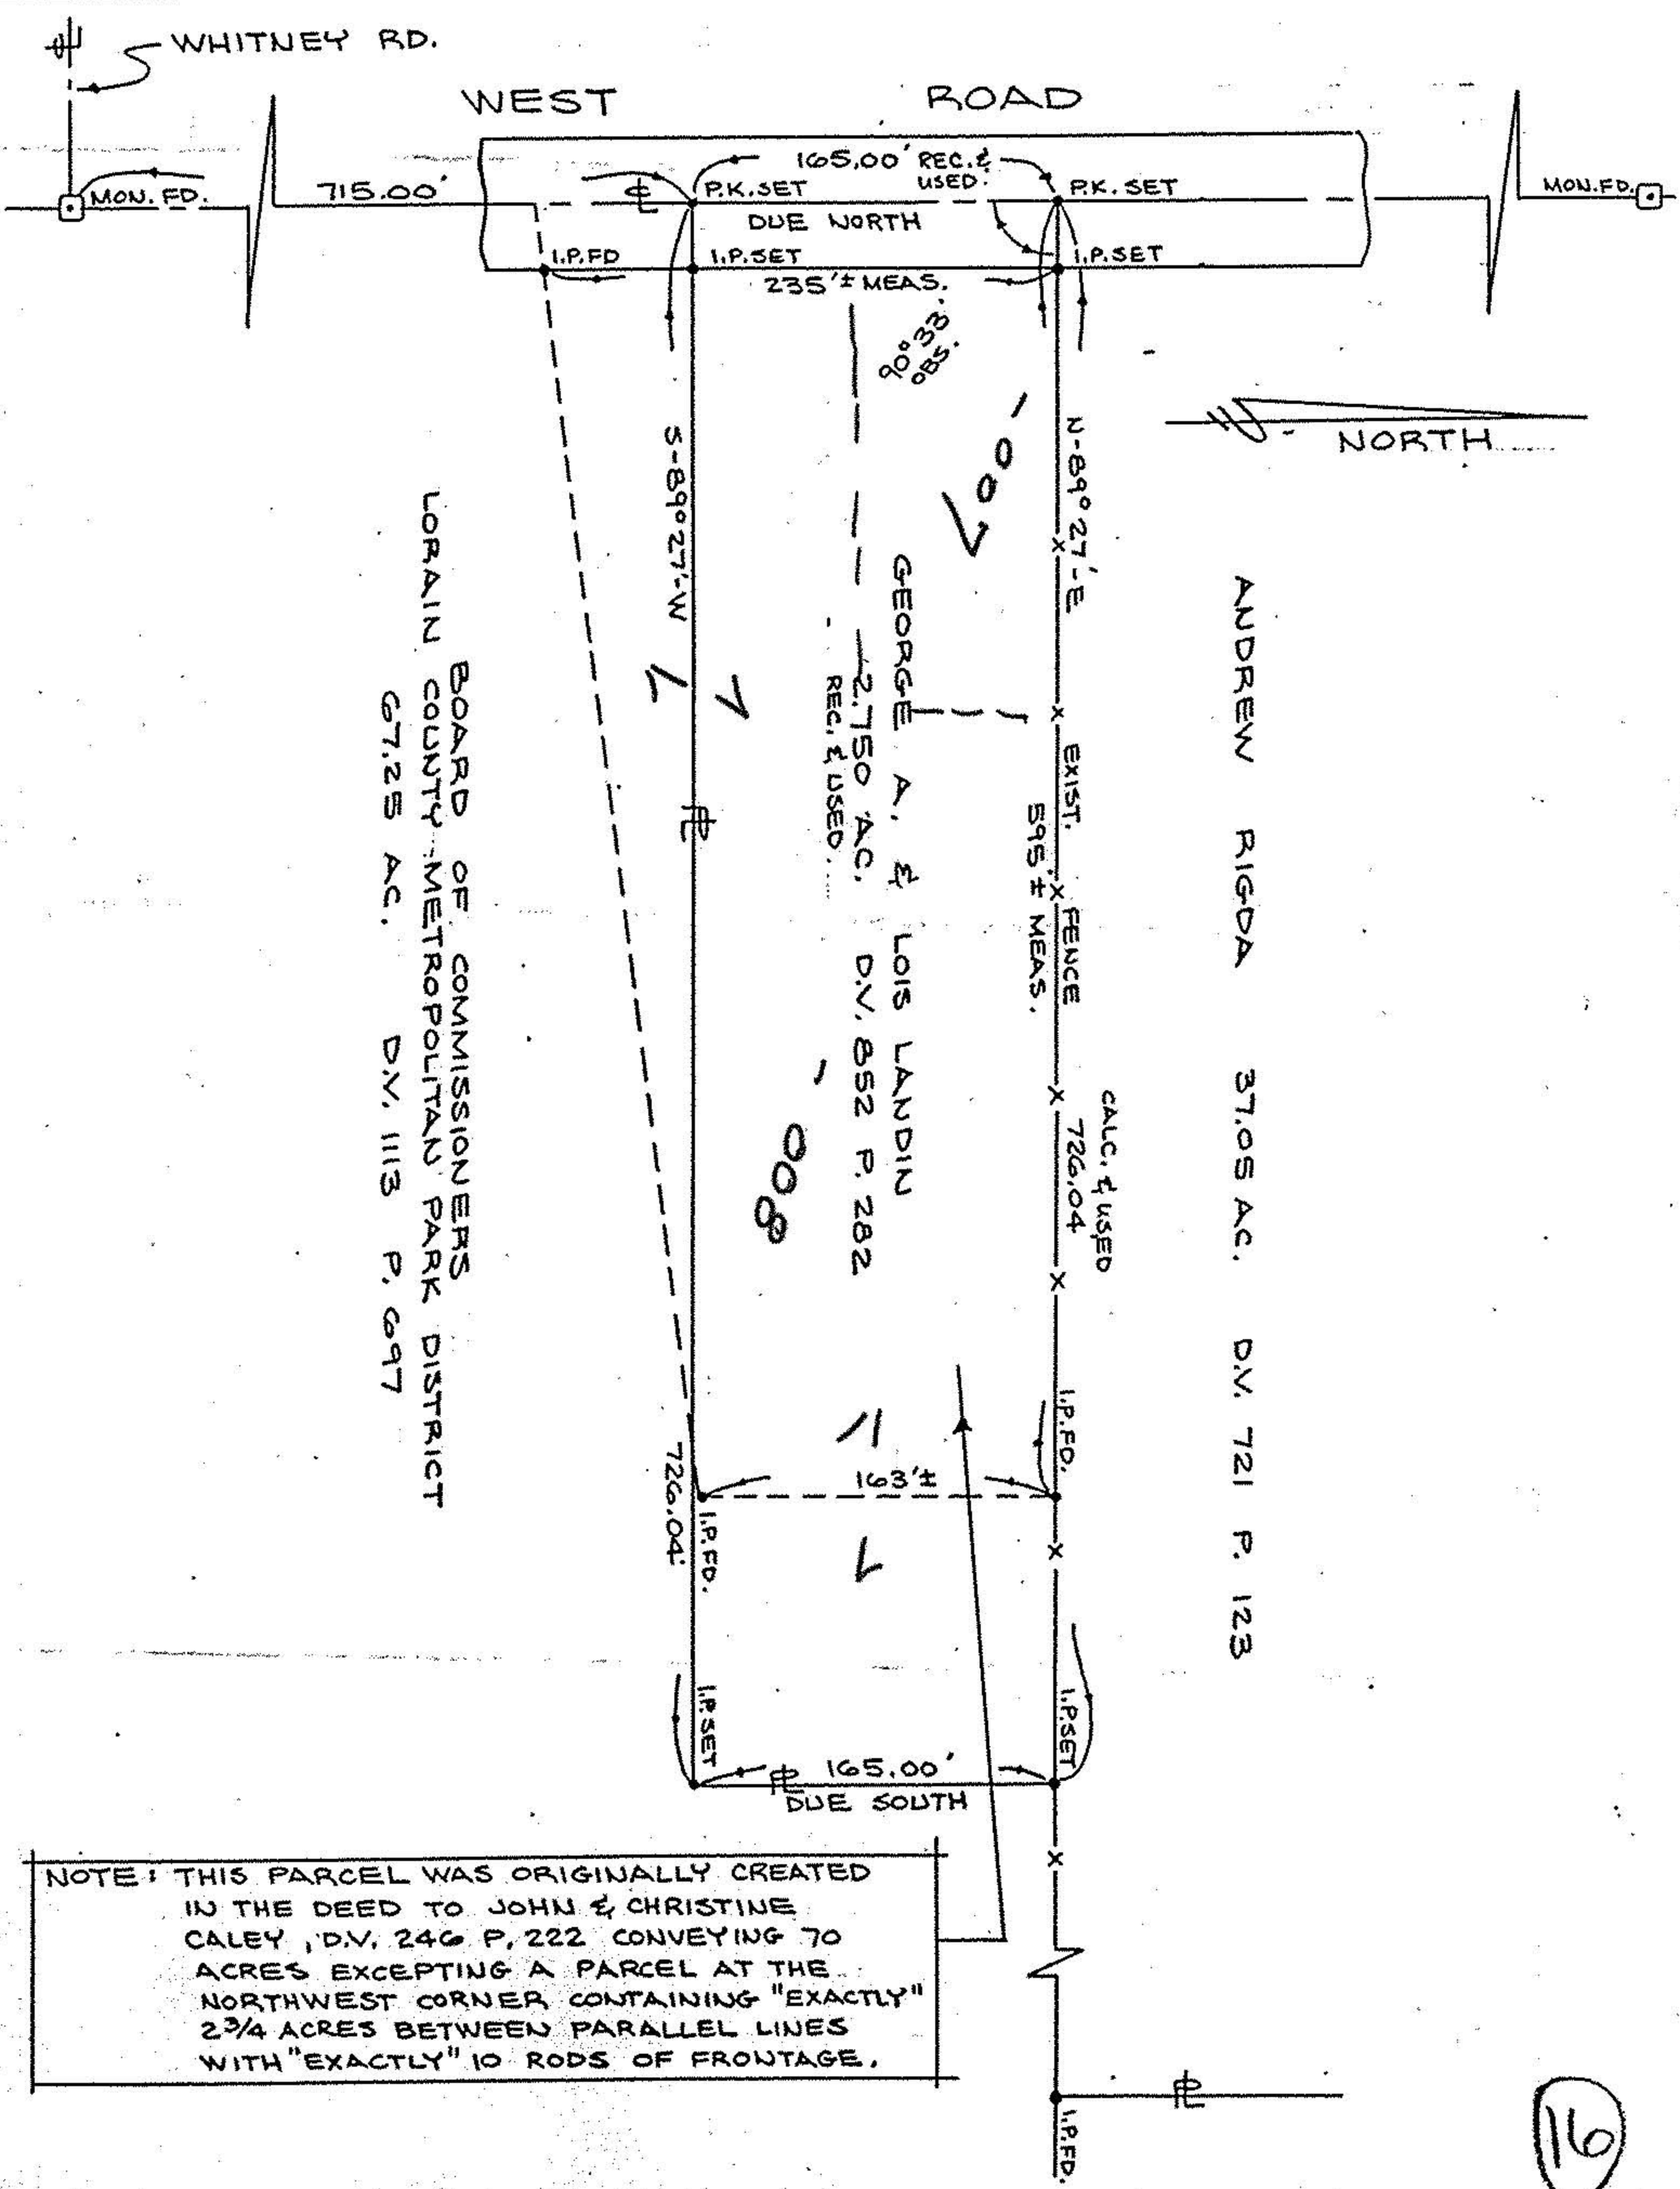 WHITNEY RD.
WEST ROAD
165.00' REC. &
USED.
MON. FD.
715.00'
P.K. SET
P.K. SET
MON. FD.
DUE NORTH
I.P. FD
I.P. SET
I.P. SET
235'± MEAS.
90°33'
OBS.
NORTH
S-89°27'-W
N-89°27'-E
200
EXIST. FENCE
595'± MEAS.
CALC. & USED
726.04
GEORGE A. & LOIS LANDIN
2.750 AC. D.V. 852 P. 282
REC. & USED.
800
ANDREW RIGDA 37.05 AC. D.V. 721 P. 123
BOARD OF COMMISSIONERS
LORAIN COUNTY METROPOLITAN PARK DISTRICT
67.25 AC. D.V. 1113 P. 697
I.P. FD.
163'±
726.04'
I.P. FD.
I.P. SET
I.P. SET
165.00'
DUE SOUTH
NOTE: THIS PARCEL WAS ORIGINALLY CREATED
IN THE DEED TO JOHN & CHRISTINE
CALEY, D.V. 246 P. 222 CONVEYING 70
ACRES EXCEPTING A PARCEL AT THE
NORTHWEST CORNER CONTAINING "EXACTLY"
2 3/4 ACRES BETWEEN PARALLEL LINES
WITH "EXACTLY" 10 RODS OF FRONTAGE.
I.P. FD.
16